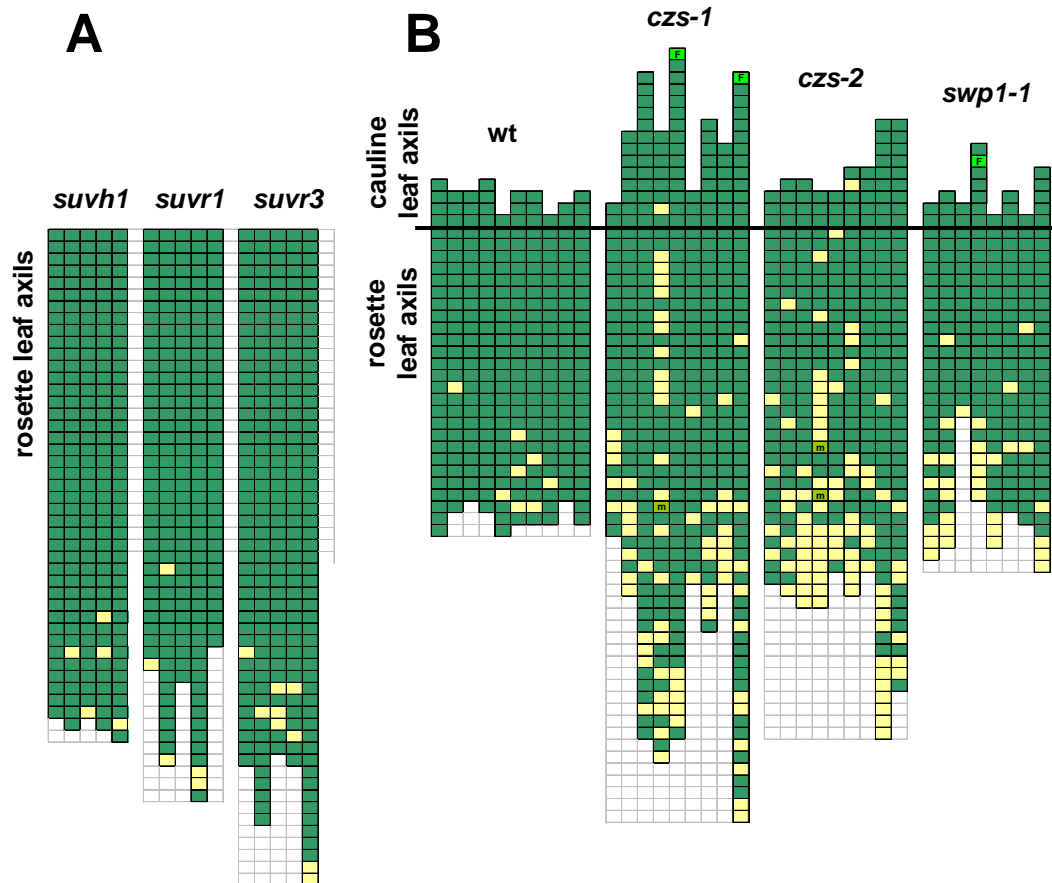 A
B
czs-1
czs-2
swp1-1
wt
suvh1
suvr1
suvr3
cauline
leaf axils
rosette leaf axils
rosette
leaf axils
F
F
F
m
m
m